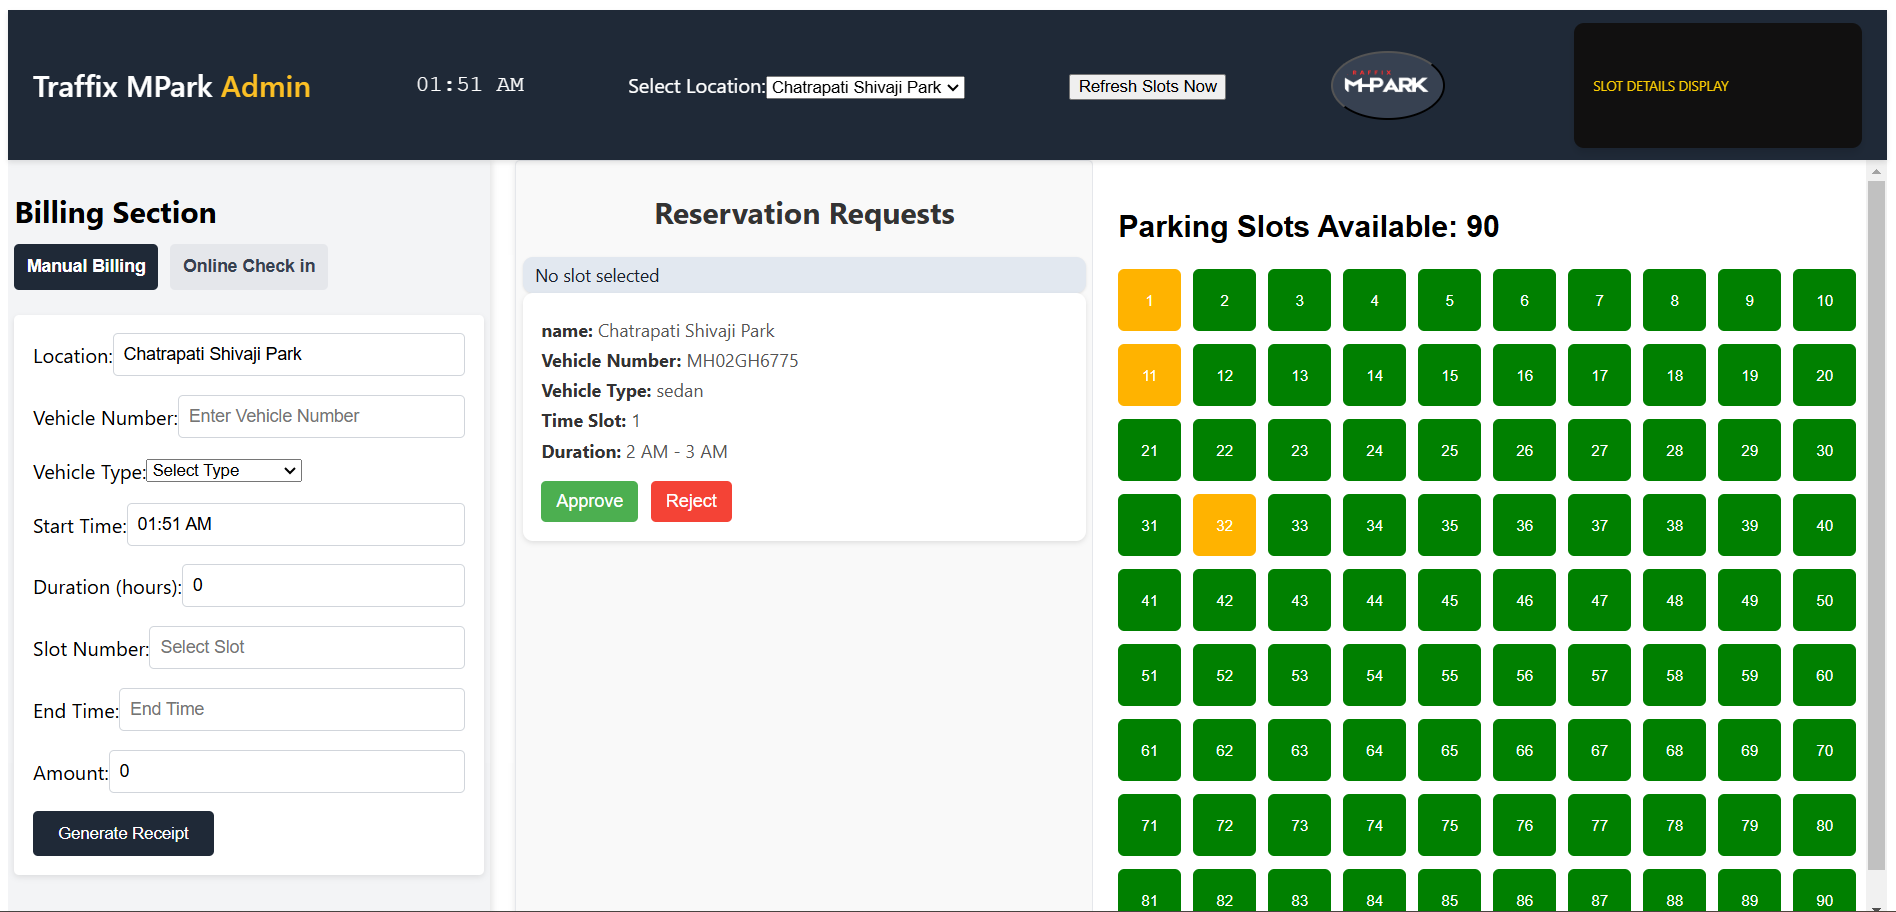 Traffix MPark Admin
01:51 AM
Select Location: Chatrapati Shivaji Park
Refresh Slots Now
TRAFFIX
M-PARK
SLOT DETAILS DISPLAY
Billing Section
Manual Billing
Online Check in
Location: Chatrapati Shivaji Park
Vehicle Number: Enter Vehicle Number
Vehicle Type: Select Type
Start Time: 01:51 AM
Duration (hours): 0
Slot Number: Select Slot
End Time: End Time
Amount: 0
Generate Receipt
Reservation Requests
No slot selected
name: Chatrapati Shivaji Park
Vehicle Number: MH02GH6775
Vehicle Type: sedan
Time Slot: 1
Duration: 2 AM - 3 AM
Approve
Reject
Parking Slots Available: 90
1 2 3 4 5 6 7 8 9 10
11 12 13 14 15 16 17 18 19 20
21 22 23 24 25 26 27 28 29 30
31 32 33 34 35 36 37 38 39 40
41 42 43 44 45 46 47 48 49 50
51 52 53 54 55 56 57 58 59 60
61 62 63 64 65 66 67 68 69 70
71 72 73 74 75 76 77 78 79 80
81 82 83 84 85 86 87 88 89 90